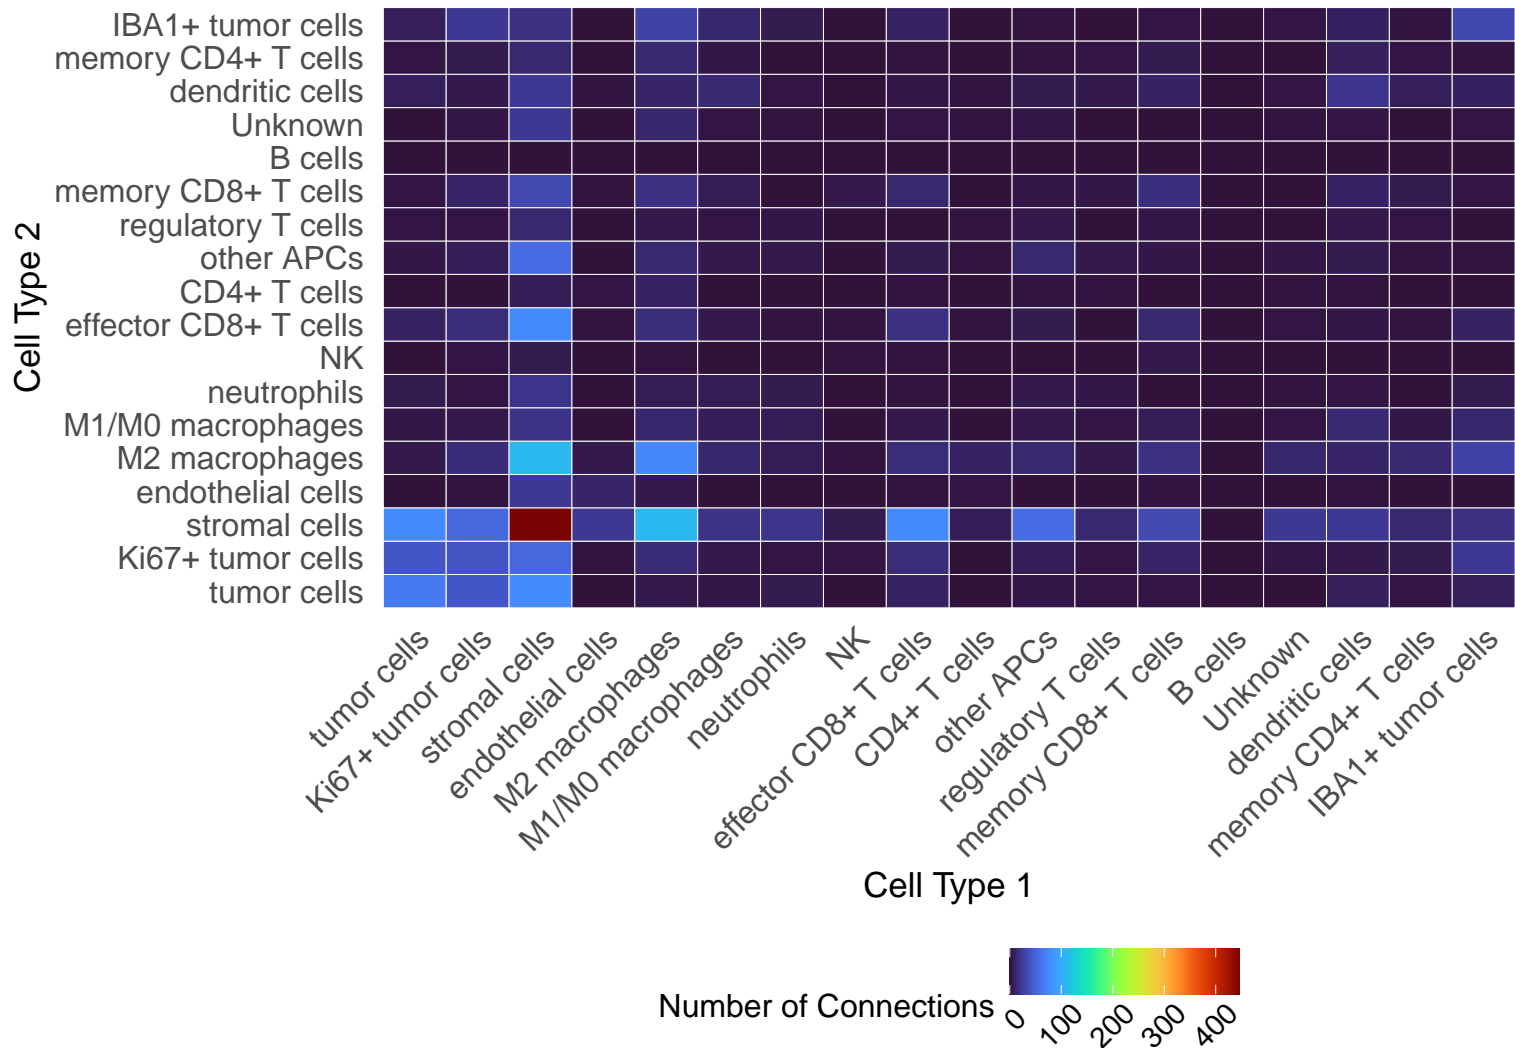 Cell Type 2
IBA1+ tumor cells
memory CD4+ T cells
dendritic cells
Unknown
B cells
memory CD8+ T cells
regulatory T cells
other APCs
CD4+ T cells
effector CD8+ T cells
NK
neutrophils
M1/M0 macrophages
M2 macrophages
endothelial cells
stromal cells
Ki67+ tumor cells
tumor cells
tumor cells
Ki67+ tumor cells
stromal cells
endothelial cells
M2 macrophages
M1/M0 macrophages
neutrophils
NK
effector CD8+ T cells
CD4+ T cells
other APCs
regulatory T cells
memory CD8+ T cells
B cells
Unknown
dendritic cells
memory CD4+ T cells
IBA1+ tumor cells
Cell Type 1
Number of Connections
0
100
200
300
400